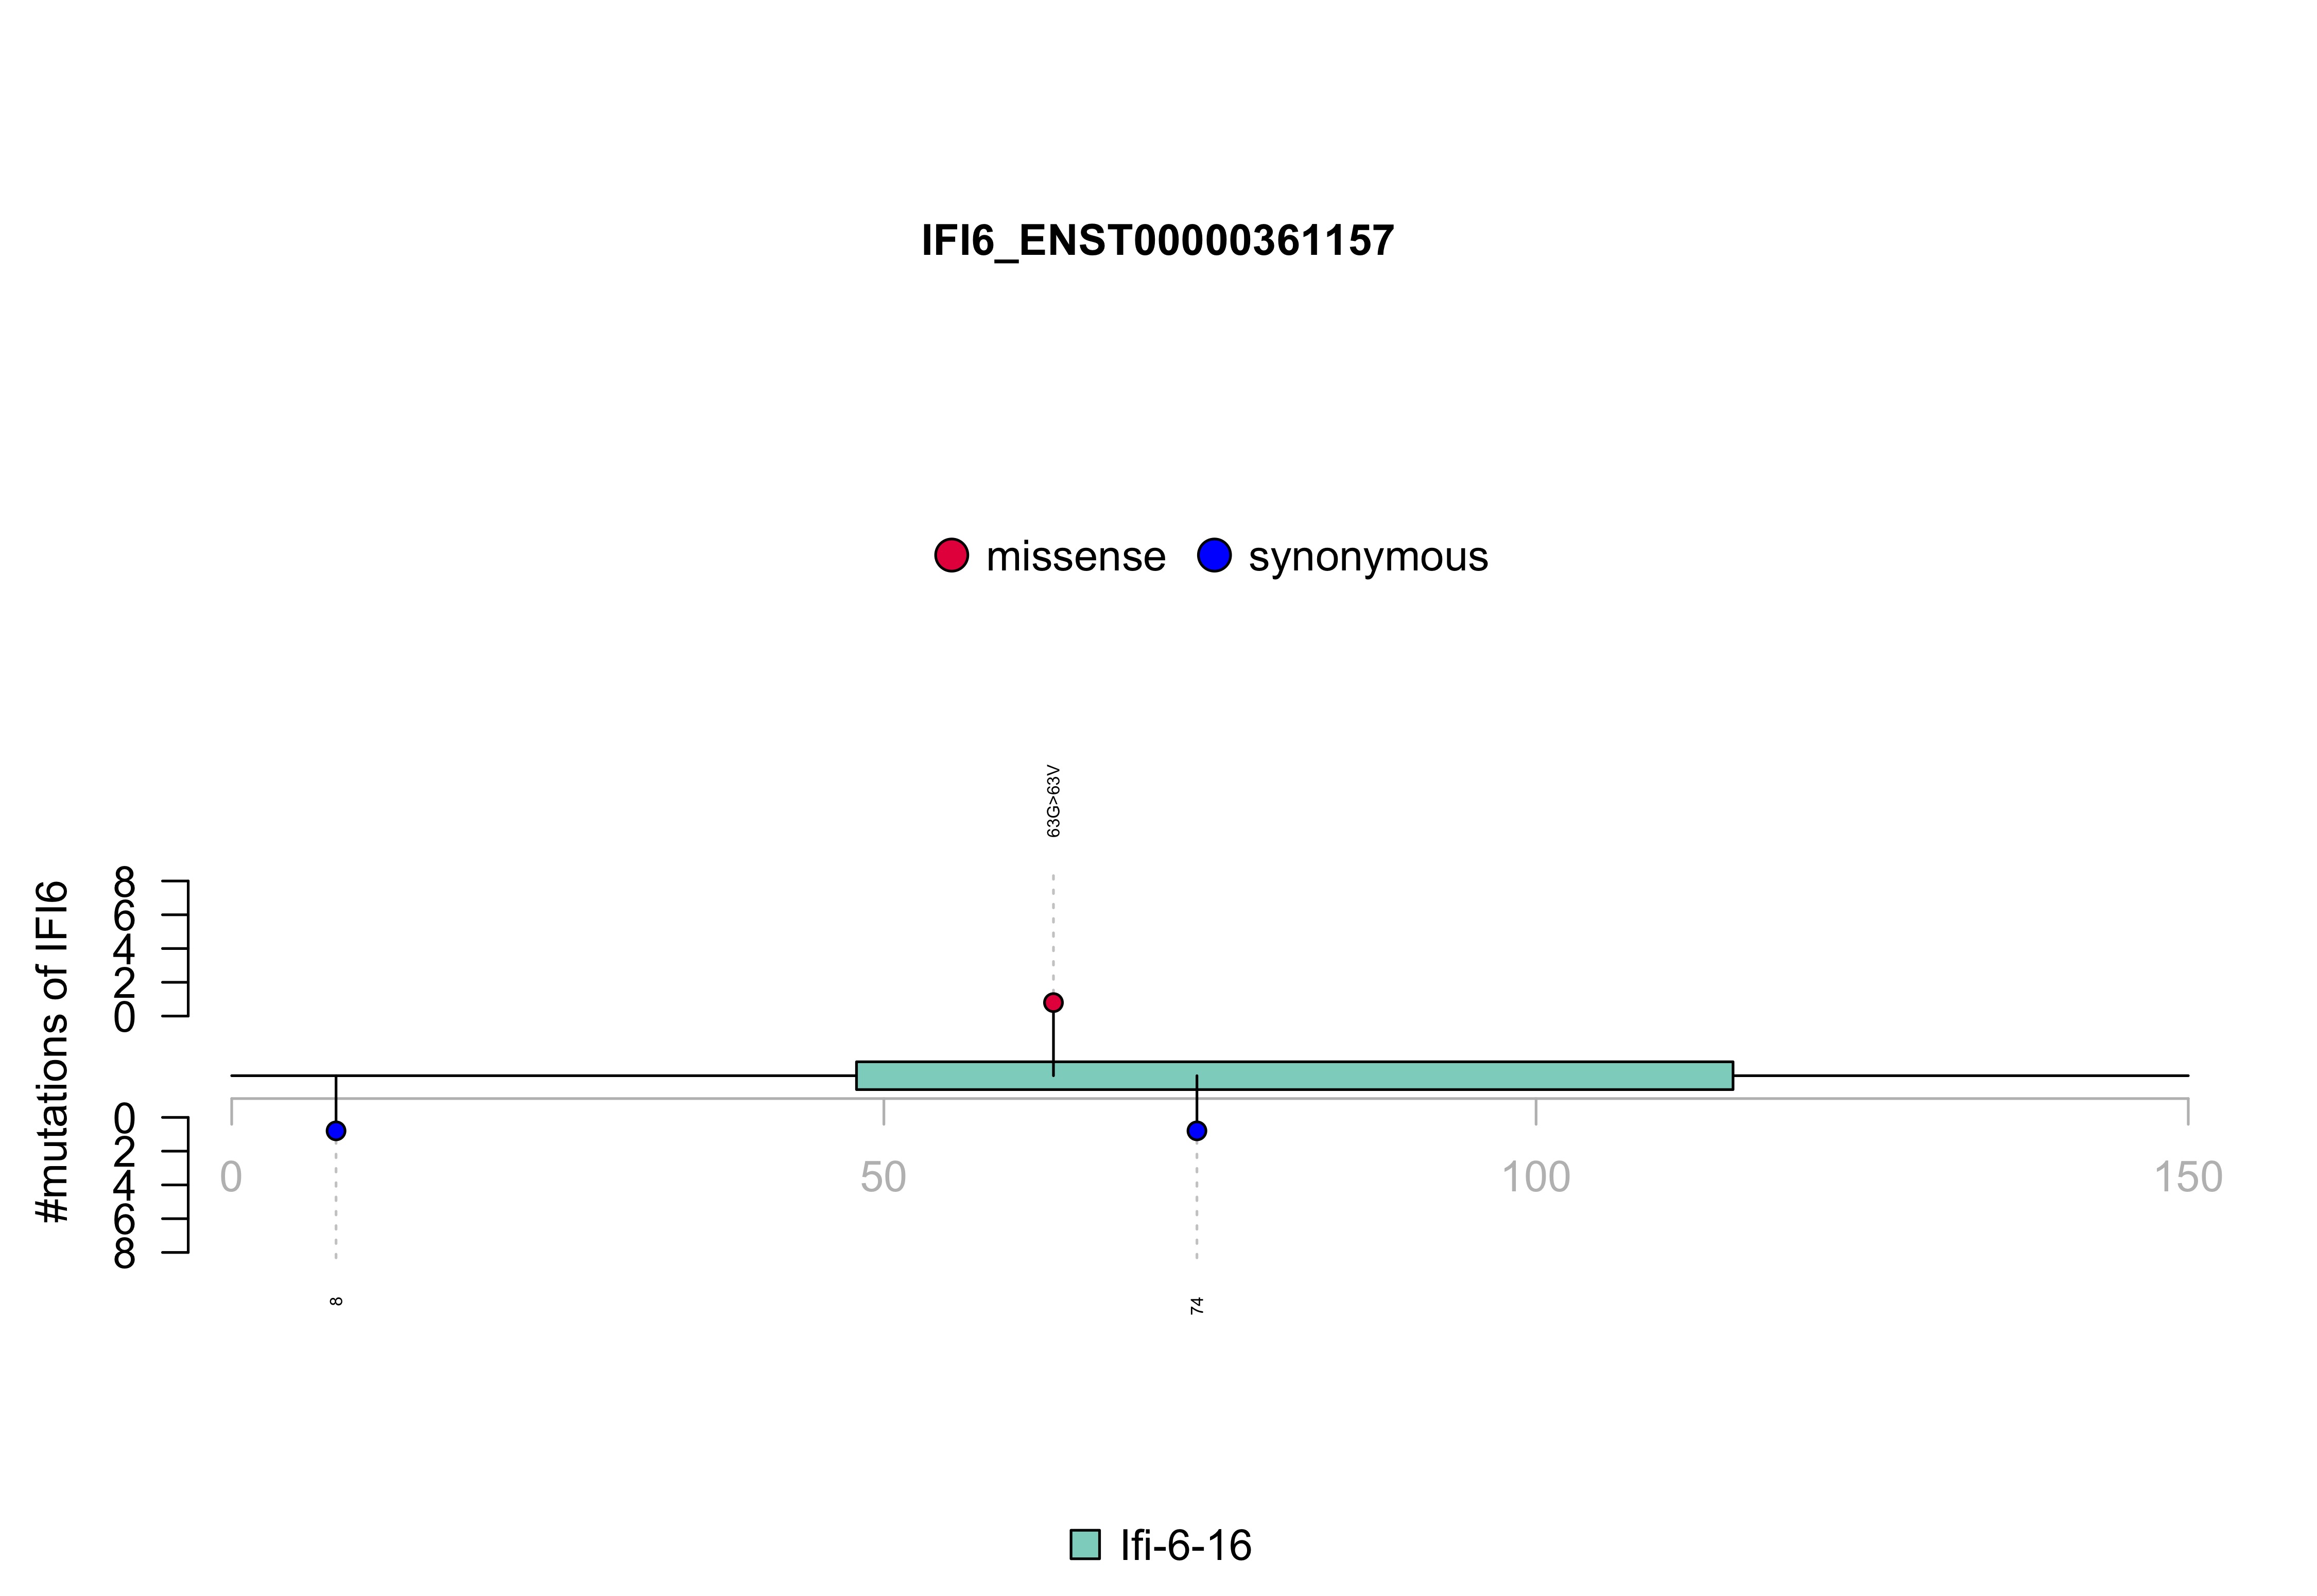 IFI6_ENST00000361157
missense synonymous
63G>63V
#mutations of IFI6
8
6
4
2
0
0
2
4
6
8
0 50 100 150
8 74
Ifi-6-16